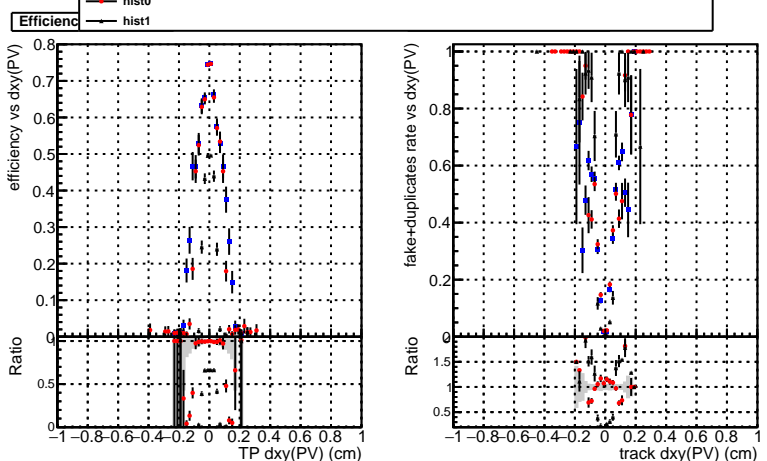 hist0
Efficienc
hist1
efficiency vs dxy(PV)
0.8
0.7
0.6
0.5
0.4
0.3
0.2
0.1
0
Ratio
1
0.5
0
−1 −0.8 −0.6 −0.4 −0.2 0 0.2 0.4 0.6 0.8 1
TP dxy(PV) (cm)
fake+duplicates rate vs dxy(PV)
1
0.8
0.6
0.4
0.2
0
Ratio
1.5
1
0.5
−1 −0.8 −0.6 −0.4 −0.2 0 0.2 0.4 0.6 0.8 1
track dxy(PV) (cm)